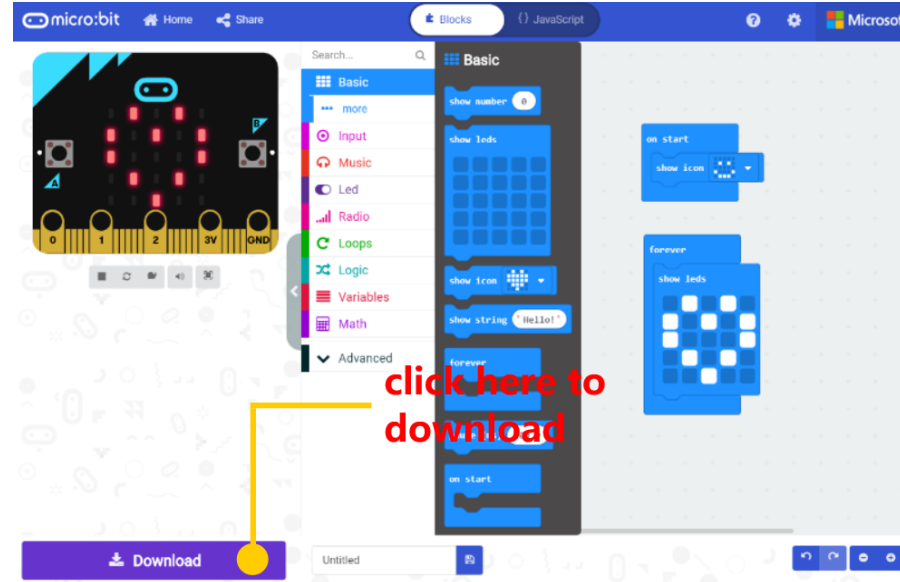 micro:bit Home Share Blocks {} JavaScript ? Microsof
Search...
Basic
more
Input
Music
Led
Radio
Loops
Logic
Variables
Math
Advanced
Basic
show number 0
show leds
show icon
show string "Hello!"
forever
on start
on start
show icon
forever
show leds
A
B
0 1 2 3V GND
click here to
download
Download
Untitled